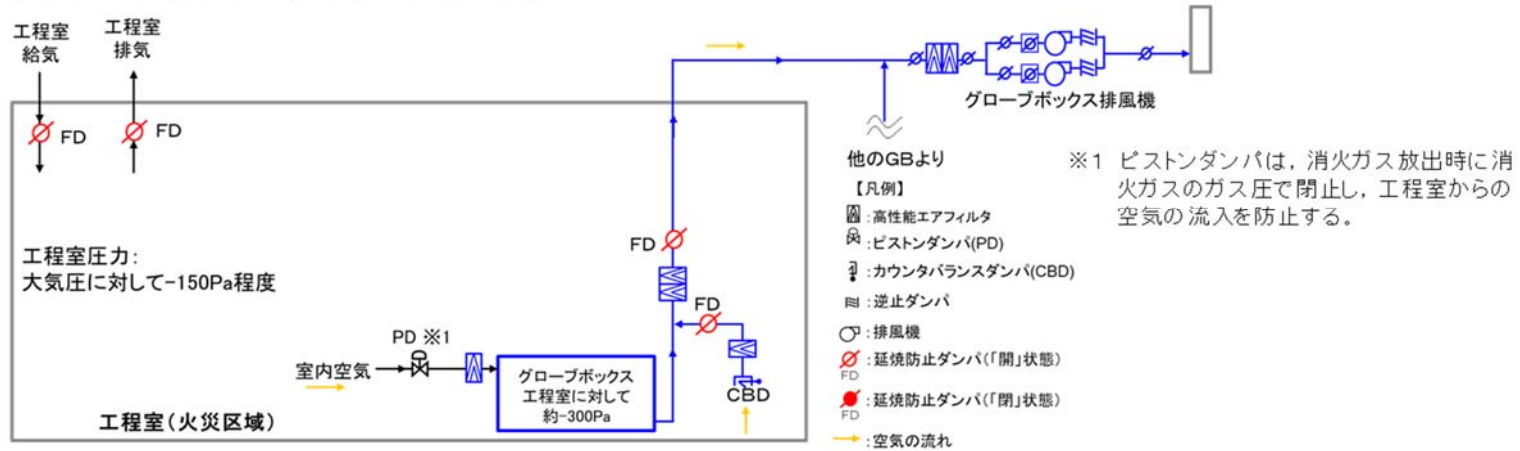 工程室
給気
工程室
排気
FD
FD
グローブボックス排風機
他のGBより
※1 ピストンダンパは，消火ガス放出時に消
火ガスのガス圧で閉止し，工程室からの
空気の流入を防止する。
【凡例】
:高性能エアフィルタ
:ピストンダンパ(PD)
:カウンタバランスダンパ(CBD)
:逆止ダンパ
:排風機
:延焼防止ダンパ(「開」状態)
FD
:延焼防止ダンパ(「閉」状態)
FD
:空気の流れ
工程室圧力:
大気圧に対して-150Pa程度
FD
FD
PD ※1
室内空気
グローブボックス
工程室に対して
約-300Pa
CBD
工程室(火災区域)